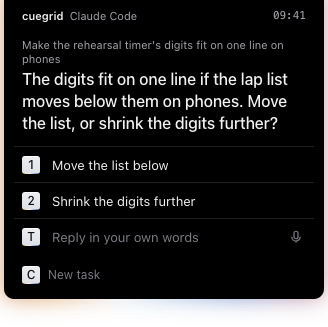 cuegrid Claude Code 09:41
Make the rehearsal timer's digits fit on one line on
phones
The digits fit on one line if the lap list
moves below them on phones. Move
the list, or shrink the digits further?
1 Move the list below
2 Shrink the digits further
T Reply in your own words
C New task